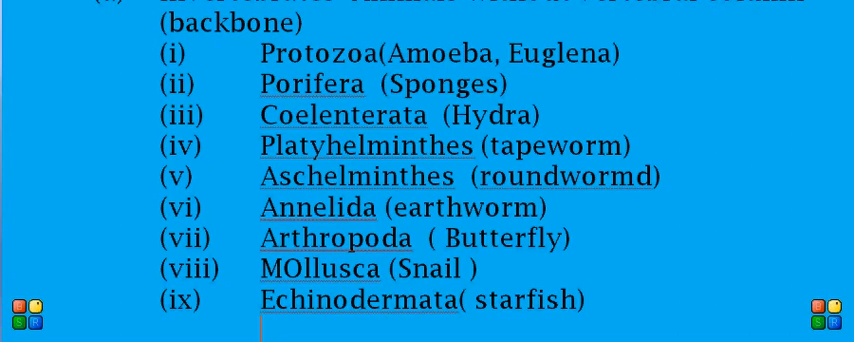 (backbone)
(i) Protozoa(Amoeba, Euglena)
(ii) Porifera (Sponges)
(iii) Coelenterata (Hydra)
(iv) Platyhelminthes (tapeworm)
(v) Aschelminthes (roundwormd)
(vi) Annelida (earthworm)
(vii) Arthropoda ( Butterfly)
(viii) MOllusca (Snail )
(ix) Echinodermata( starfish)